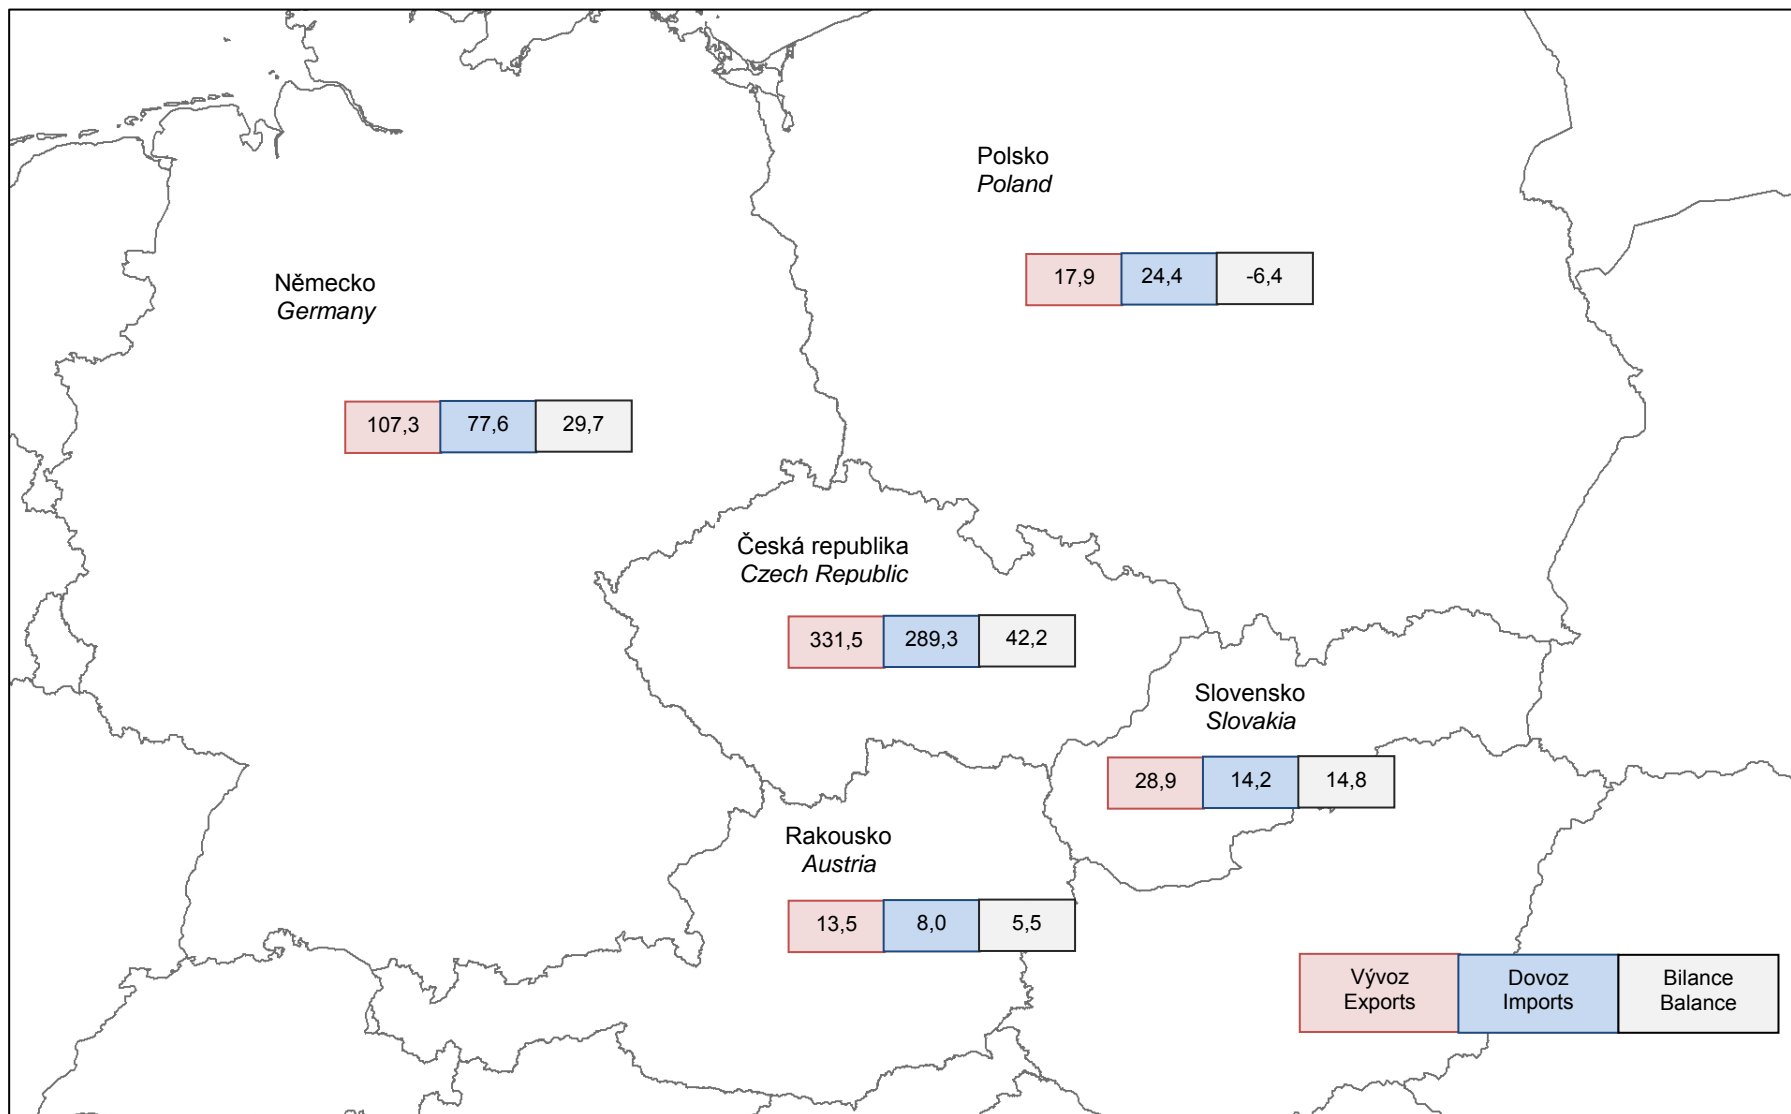 Polsko
Poland
17,9 24,4 -6,4
Německo
Germany
107,3 77,6 29,7
Česká republika
Czech Republic
331,5 289,3 42,2
Slovensko
Slovakia
28,9 14,2 14,8
Rakousko
Austria
13,5 8,0 5,5
Vývoz Dovoz Bilance
Exports Imports Balance